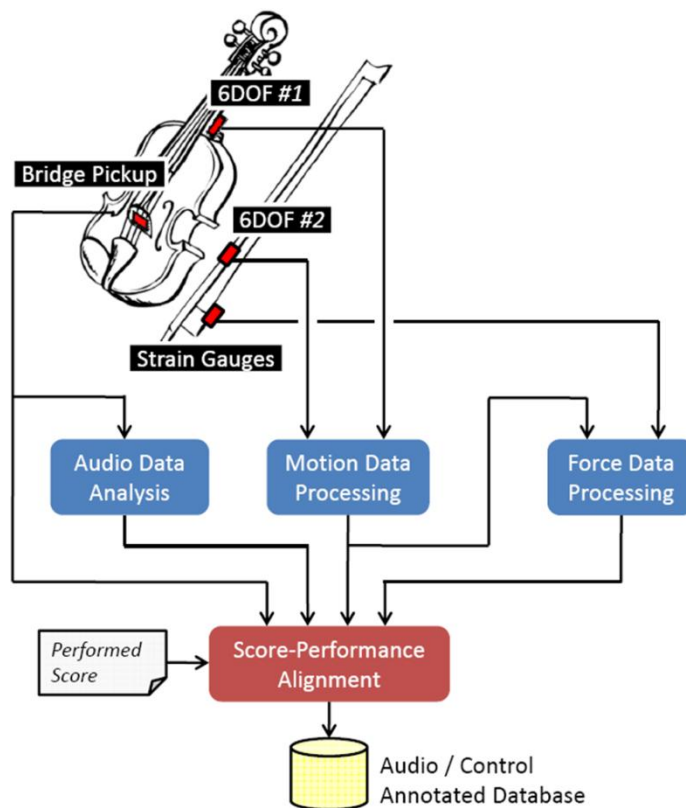 6DOF #1
Bridge Pickup
6DOF #2
Strain Gauges
Audio Data
Analysis
Motion Data
Processing
Force Data
Processing
Performed
Score
Score-Performance
Alignment
Audio / Control
Annotated Database